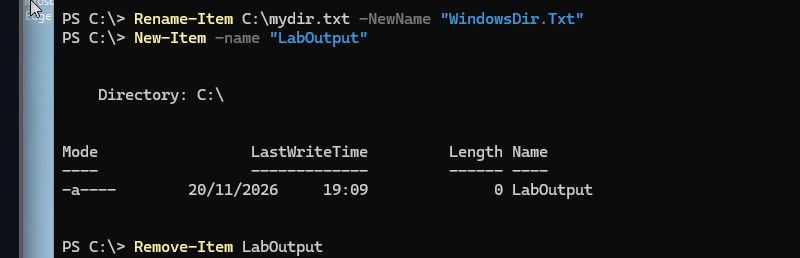 Edge
PS C:\> Rename-Item C:\mydir.txt -NewName "WindowsDir.Txt"
PS C:\> New-Item -name "LabOutput"
Directory: C:\
Mode LastWriteTime Length Name
---- ------------- ------ ----
-a---- 20/11/2026 19:09 0 LabOutput
PS C:\> Remove-Item LabOutput